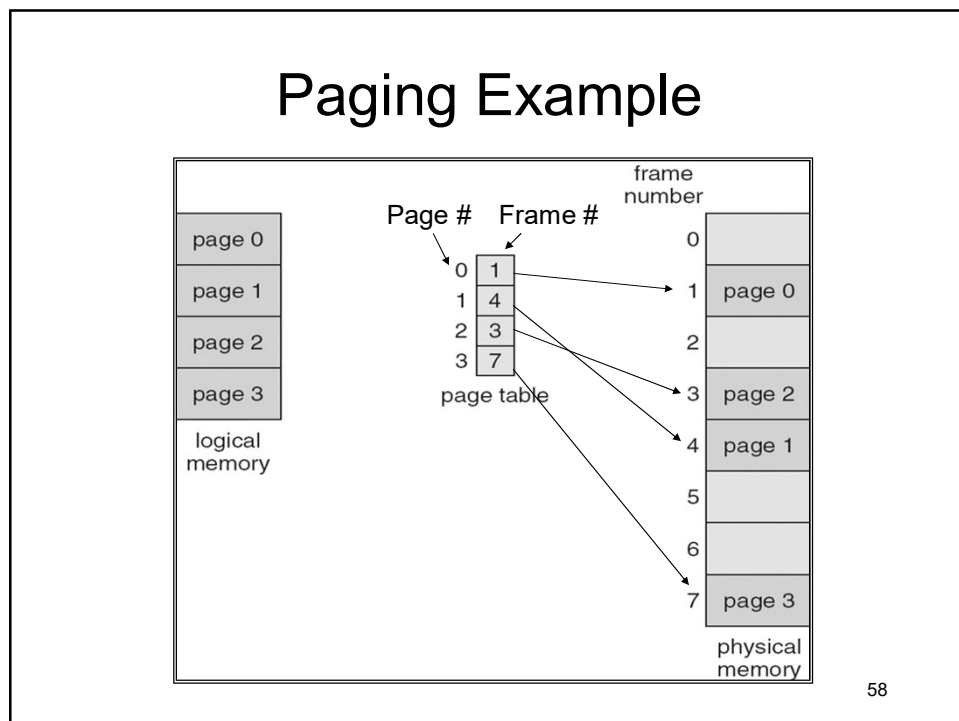 Paging Example
page 0
page 1
page 2
page 3
logical
memory
Page # Frame #
0 1
1 4
2 3
3 7
page table
frame
number
0
1 page 0
2
3 page 2
4 page 1
5
6
7 page 3
physical
memory
58